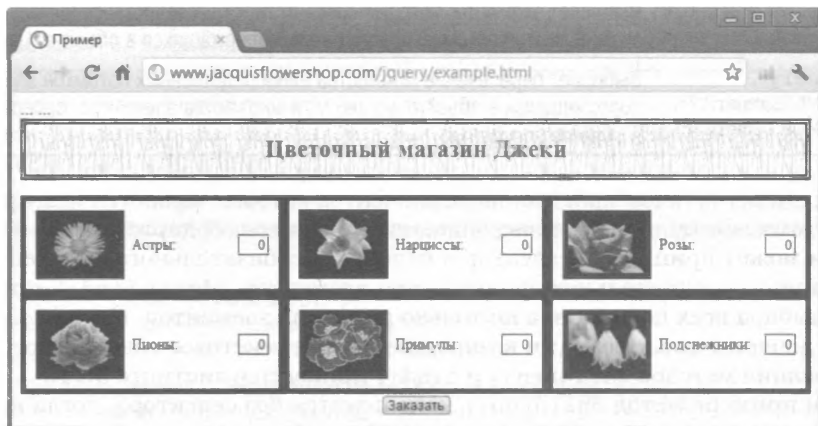 Пример
www.jacquisflowershop.com/jquery/example.html
Цветочный магазин Джеки
Астры: 0 Нарциссы: 0 Розы: 0
Пионы: 0 Примулы: 0 Подснежники: 0
Заказать